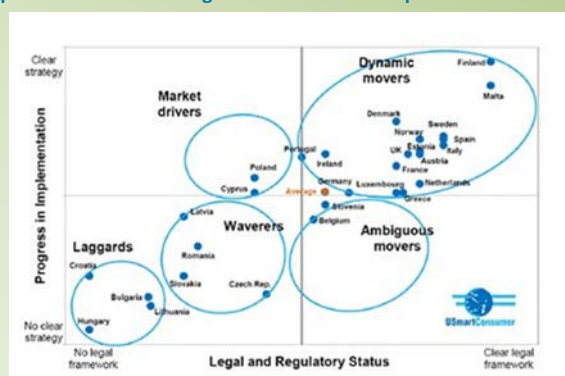 Clear
strategy
Dynamic
movers
Finland
Malta
Market
drivers
Denmark
Sweden
Norway
Spain
Estonia
UK
Italy
Austria
Portugal
Ireland
France
Poland
Germany
Luxembourg
Netherlands
Cyprus
Average
Greece
Slovenia
Belgium
Latvia
Waverers
Ambiguous
movers
Laggards
Romania
Croatia
Slovakia
Czech Rep.
Bulgaria
Lithuania
Hungary
USmartConsumer
No clear
strategy
Progress in Implementation
No legal
framework
Legal and Regulatory Status
Clear legal
framework